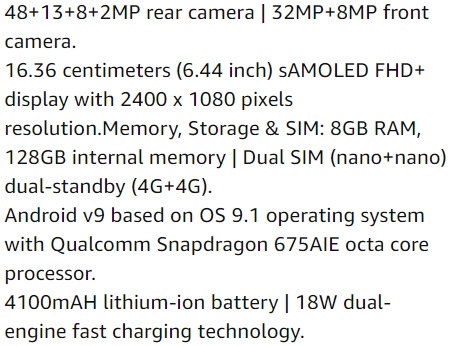 48+13+8+2MP rear camera | 32MP+8MP front
camera.
16.36 centimeters (6.44 inch) sAMOLED FHD+
display with 2400 x 1080 pixels
resolution.Memory, Storage & SIM: 8GB RAM,
128GB internal memory | Dual SIM (nano+nano)
dual-standby (4G+4G).
Android v9 based on OS 9.1 operating system
with Qualcomm Snapdragon 675AIE octa core
processor.
4100mAH lithium-ion battery | 18W dual-
engine fast charging technology.